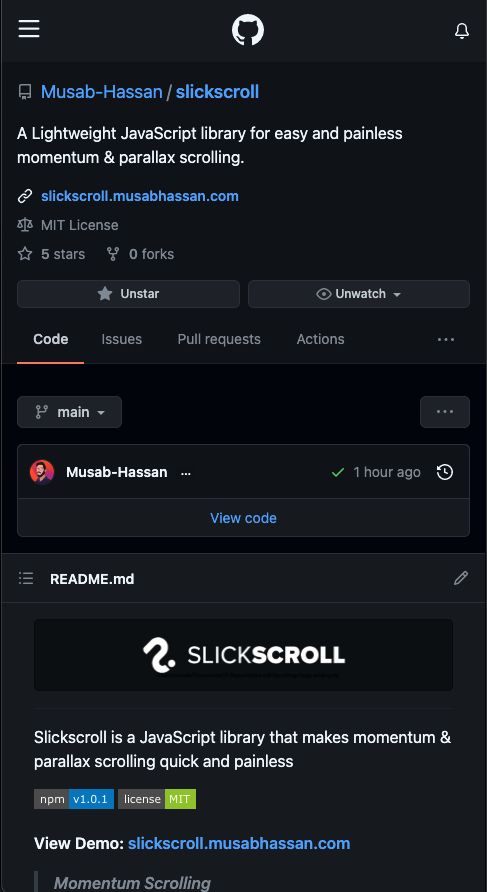 Musab-Hassan / slickscroll
A Lightweight JavaScript library for easy and painless
momentum & parallax scrolling.
slickscroll.musabhassan.com
MIT License
5 stars 0 forks
Unstar Unwatch
Code Issues Pull requests Actions ...
main ...
Musab-Hassan ... 1 hour ago
View code
README.md
SLICKSCROLL
Slickscroll is a JavaScript library that makes momentum &
parallax scrolling quick and painless
npm v1.0.1 license MIT
View Demo: slickscroll.musabhassan.com
Momentum Scrolling